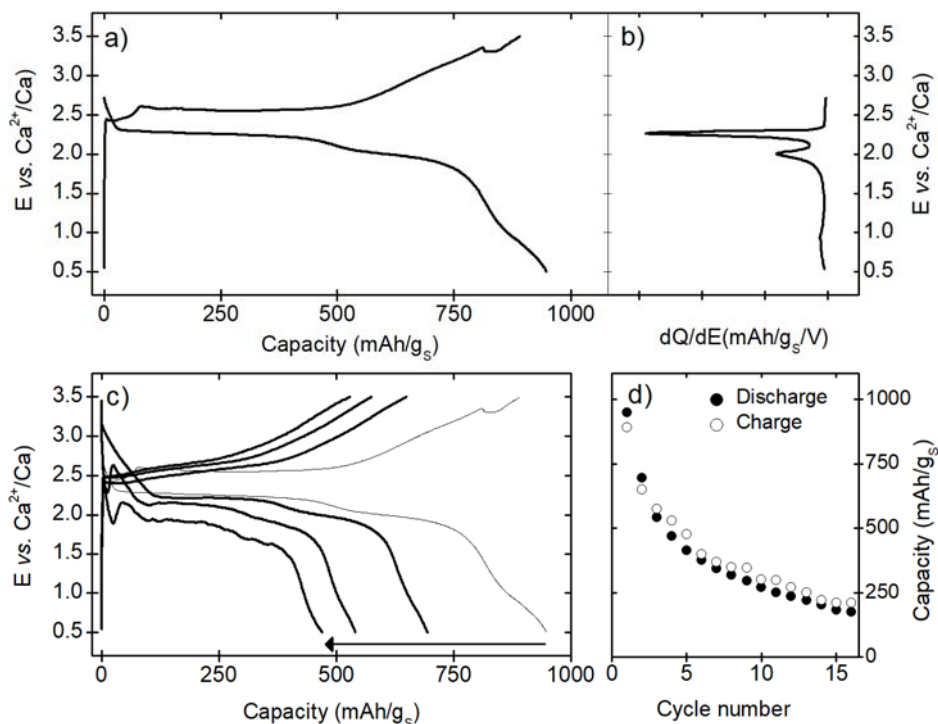 a)
3.5
3.0
2.5
2.0
1.5
1.0
0.5
E vs. Ca²⁺/Ca)
0 250 500 750 1000
Capacity (mAh/gₛ)
b)
3.5
3.0
2.5
2.0
1.5
1.0
0.5
E vs. Ca²⁺/Ca)
dQ/dE(mAh/gₛ/V)
c)
3.5
3.0
2.5
2.0
1.5
1.0
0.5
E vs. Ca²⁺/Ca)
0 250 500 750 1000
Capacity (mAh/gₛ)
d)
Discharge
Charge
1000
750
500
250
0
Capacity (mAh/gₛ)
0 5 10 15
Cycle number